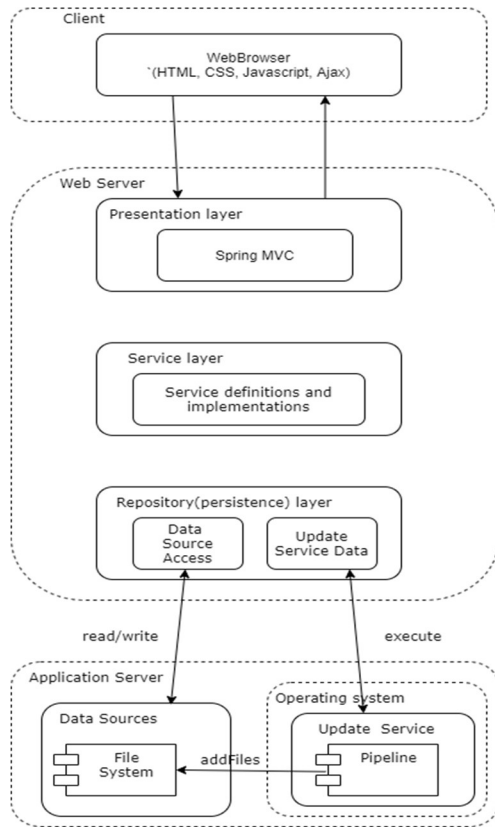 Client
WebBrowser
`(HTML, CSS, Javascript, Ajax)
Web Server
Presentation layer
Spring MVC
Service layer
Service definitions and
implementations
Repository(persistence) layer
Data
Source
Access
Update
Service Data
read/write
execute
Application Server
Operating system
Data Sources
Update Service
File
System
addFiles
Pipeline